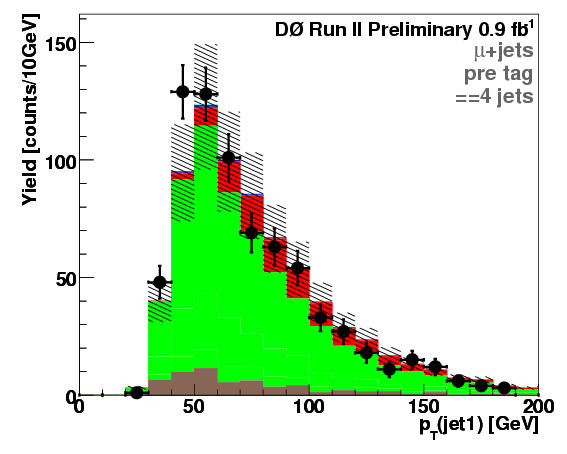 DØ Run II Preliminary 0.9 fb-1
μ+jets
pre tag
==4 jets
Yield [counts/10GeV]
150
100
50
0
0 50 100 150 200
pT(jet1) [GeV]